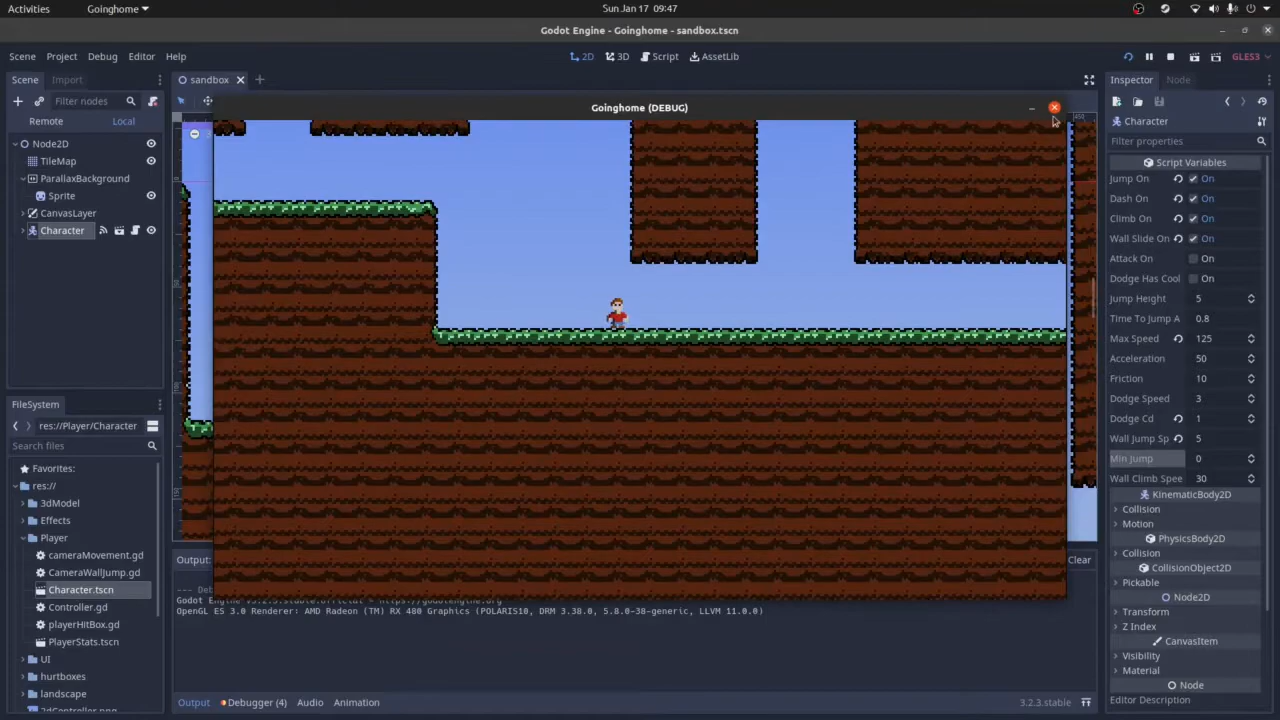 Activities
Goinghome
Sun Jan 17 09:47
Godot Engine - Goinghome - sandbox.tscn
Scene Project Debug Editor Help
2D 3D Script AssetLib
GLES3
Scene Import
sandbox
Inspector Node
Filter nodes
Remote Local
Goinghome (DEBUG)
Character
Filter properties
Node2D
TileMap
ParallaxBackground
Sprite
CanvasLayer
Character
Script Variables
Jump On On
Dash On On
Climb On On
Wall Slide On On
Attack On On
Dodge Has Cool On
Jump Height 5
Time To Jump A 0.8
Max Speed 125
Acceleration 50
Friction 10
Dodge Speed 3
Dodge Cd 1
Wall Jump Sp 5
Min Jump 0
Wall Climb Spee 30
KinematicBody2D
Collision
Motion
PhysicsBody2D
Collision
CollisionObject2D
Pickable
Node2D
Transform
Z Index
CanvasItem
Visibility
Material
Node
Editor Description
FileSystem
res://Player/Character
Search files
Favorites:
res://
3dModel
Effects
Player
cameraMovement.gd
CameraWallJump.gd
Character.tscn
Controller.gd
playerHitBox.gd
PlayerStats.tscn
UI
hurtboxes
landscape
2dController.png
Output:
Clear
OpenGL ES 3.0 Renderer: AMD Radeon (TM) RX 480 Graphics (POLARIS10, DRM 3.38.0, 5.8.0-38-generic, LLVM 11.0.0)
Output Debugger (4) Audio Animation
3.2.3.stable